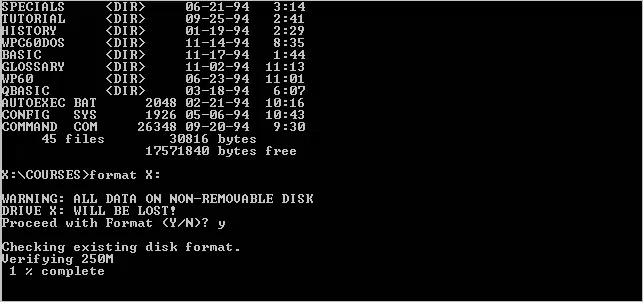 SPECIALS     <DIR>     06-21-94   3:14
TUTORIAL     <DIR>     09-25-94   2:41
HISTORY      <DIR>     01-19-94   2:29
WPC60DOS     <DIR>     11-14-94   8:35
BASIC        <DIR>     11-17-94   1:44
GLOSSARY     <DIR>     11-02-94  11:13
WP60         <DIR>     06-23-94  11:01
QBASIC       <DIR>     03-18-94   6:07
AUTOEXEC BAT      2048 02-21-94  10:16
CONFIG   SYS      1926 05-06-94  10:43
COMMAND  COM     26348 09-20-94   9:30
     45 files        30816 bytes
                  17571840 bytes free
X:\COURSES>format X:
WARNING: ALL DATA ON NON-REMOVABLE DISK
DRIVE X: WILL BE LOST!
Proceed with Format (Y/N)? y
Checking existing disk format.
Verifying 250M
 1 % complete